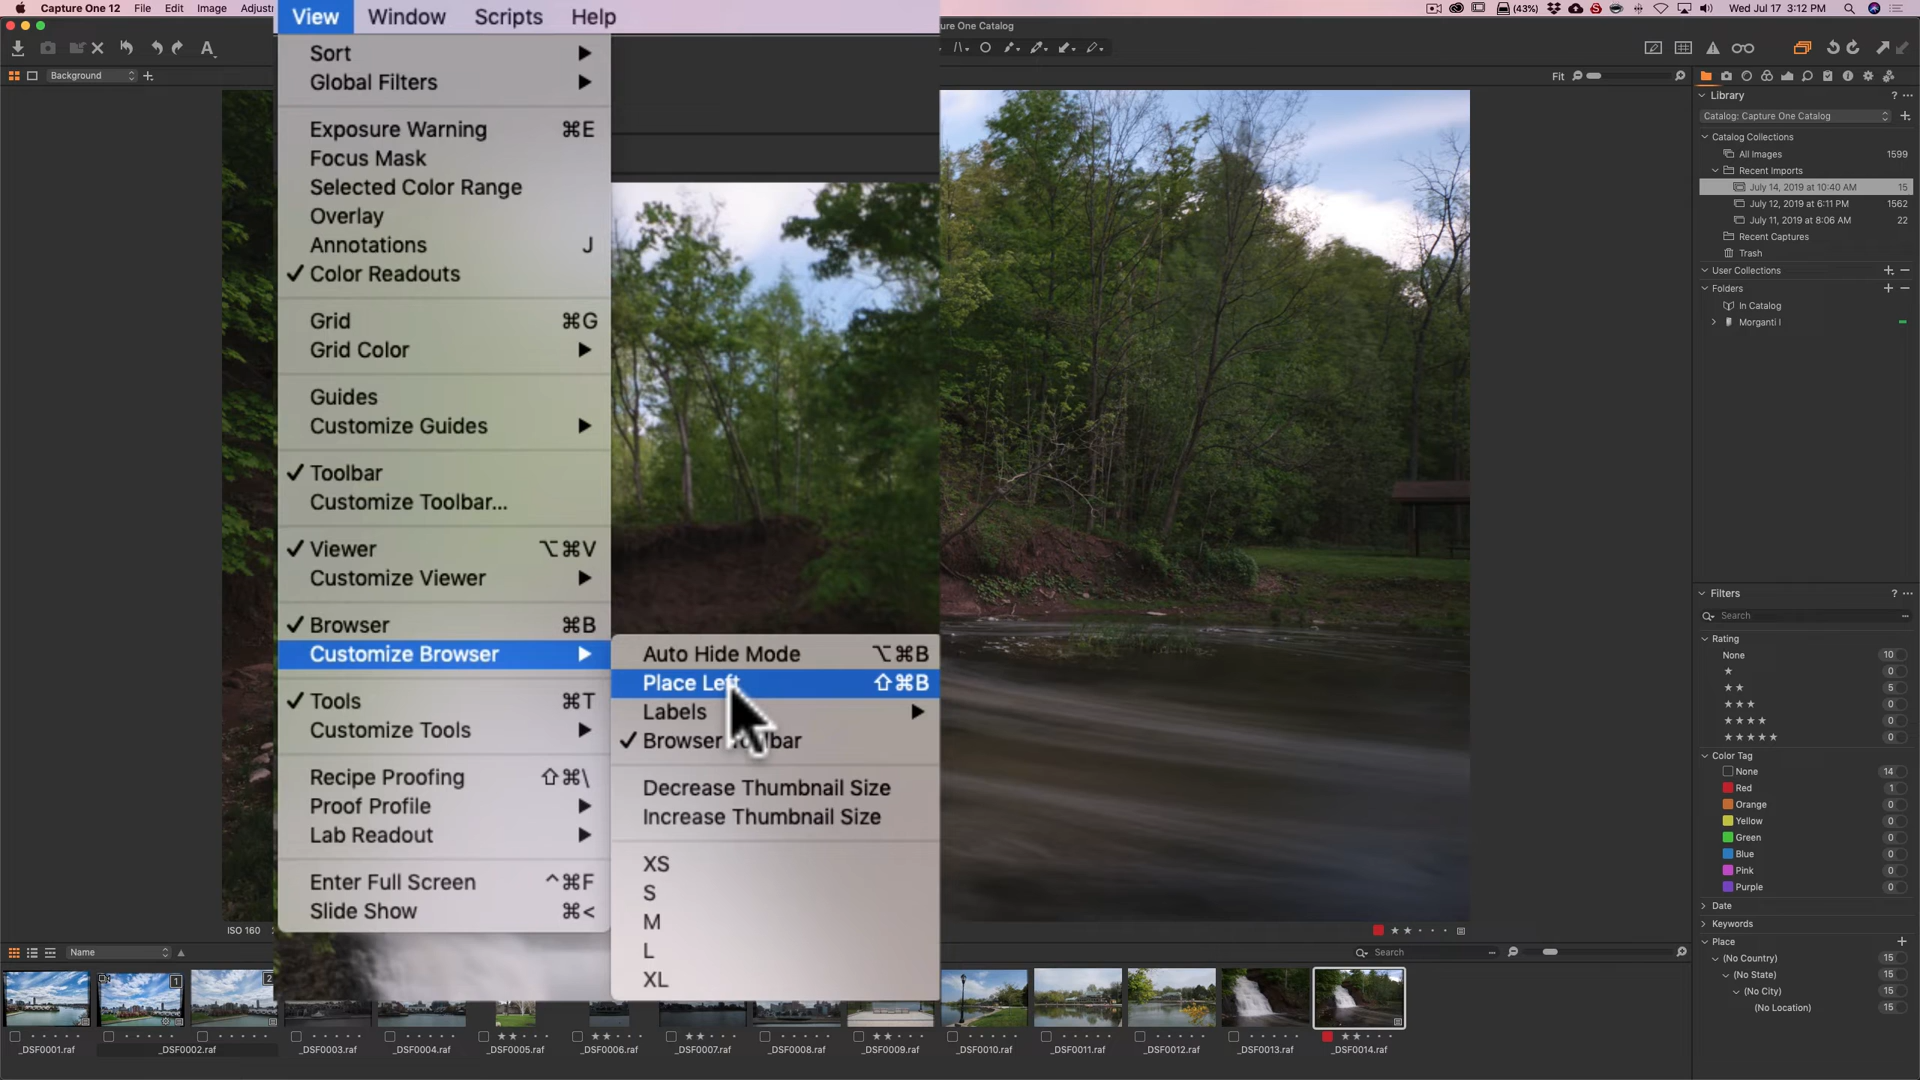 Capture One 12 File Edit Image Adjustm
View Window Scripts Help
ure One Catalog
(43%) Wed Jul 17 3:12 PM
Background
Fit
Sort
Global Filters
Exposure Warning ⌘E
Focus Mask
Selected Color Range
Overlay
Annotations J
✓ Color Readouts
Grid ⌘G
Grid Color
Guides
Customize Guides
✓ Toolbar
Customize Toolbar...
✓ Viewer ⌥⌘V
Customize Viewer
✓ Browser ⌘B
Customize Browser
✓ Tools ⌘T
Customize Tools
Recipe Proofing ⇧⌘\
Proof Profile
Lab Readout
Enter Full Screen ^⌘F
Slide Show ⌘<
Auto Hide Mode ⌥⌘B
Place Left ⇧⌘B
Labels
✓ Browser Toolbar
Decrease Thumbnail Size
Increase Thumbnail Size
XS
S
M
L
XL
Library ? ...
Catalog: Capture One Catalog
Catalog Collections
All Images 1599
Recent Imports
July 14, 2019 at 10:40 AM 15
July 12, 2019 at 6:11 PM 1562
July 11, 2019 at 8:06 AM 22
Recent Captures
Trash
User Collections
Folders
In Catalog
Morganti I
Filters ? ...
Search
Rating
None 10
★ 0
★★ 5
★★★ 0
★★★★ 0
★★★★★ 0
Color Tag
None 14
Red 1
Orange 0
Yellow 0
Green 0
Blue 0
Pink 0
Purple 0
Date
Keywords
Place
(No Country) 15
(No State) 15
(No City) 15
(No Location) 15
ISO 160
Name
Search
1
2
_DSF0001.raf
_DSF0002.raf
_DSF0003.raf
_DSF0004.raf
_DSF0005.raf
_DSF0006.raf
_DSF0007.raf
_DSF0008.raf
_DSF0009.raf
_DSF0010.raf
_DSF0011.raf
_DSF0012.raf
_DSF0013.raf
_DSF0014.raf